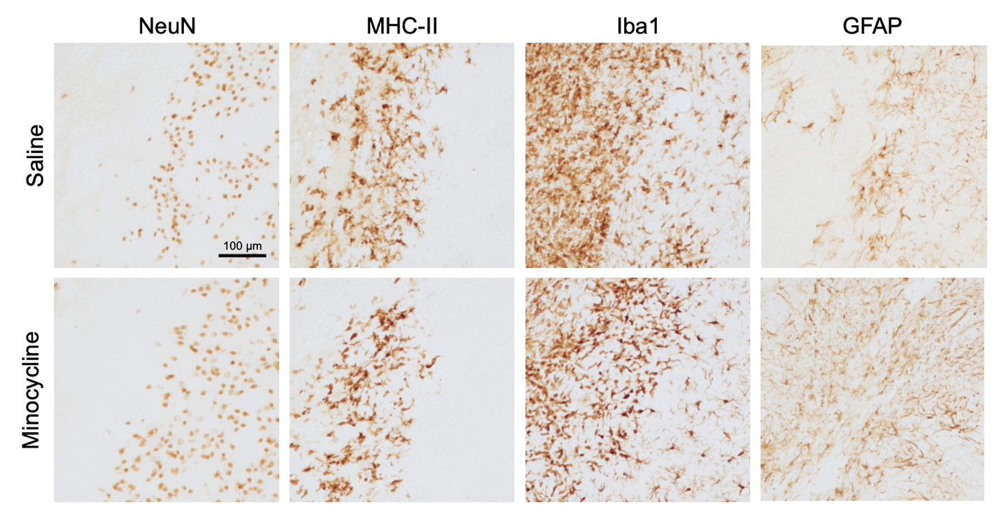 NeuN MHC-II Iba1 GFAP
Saline
100 µm
Minocycline